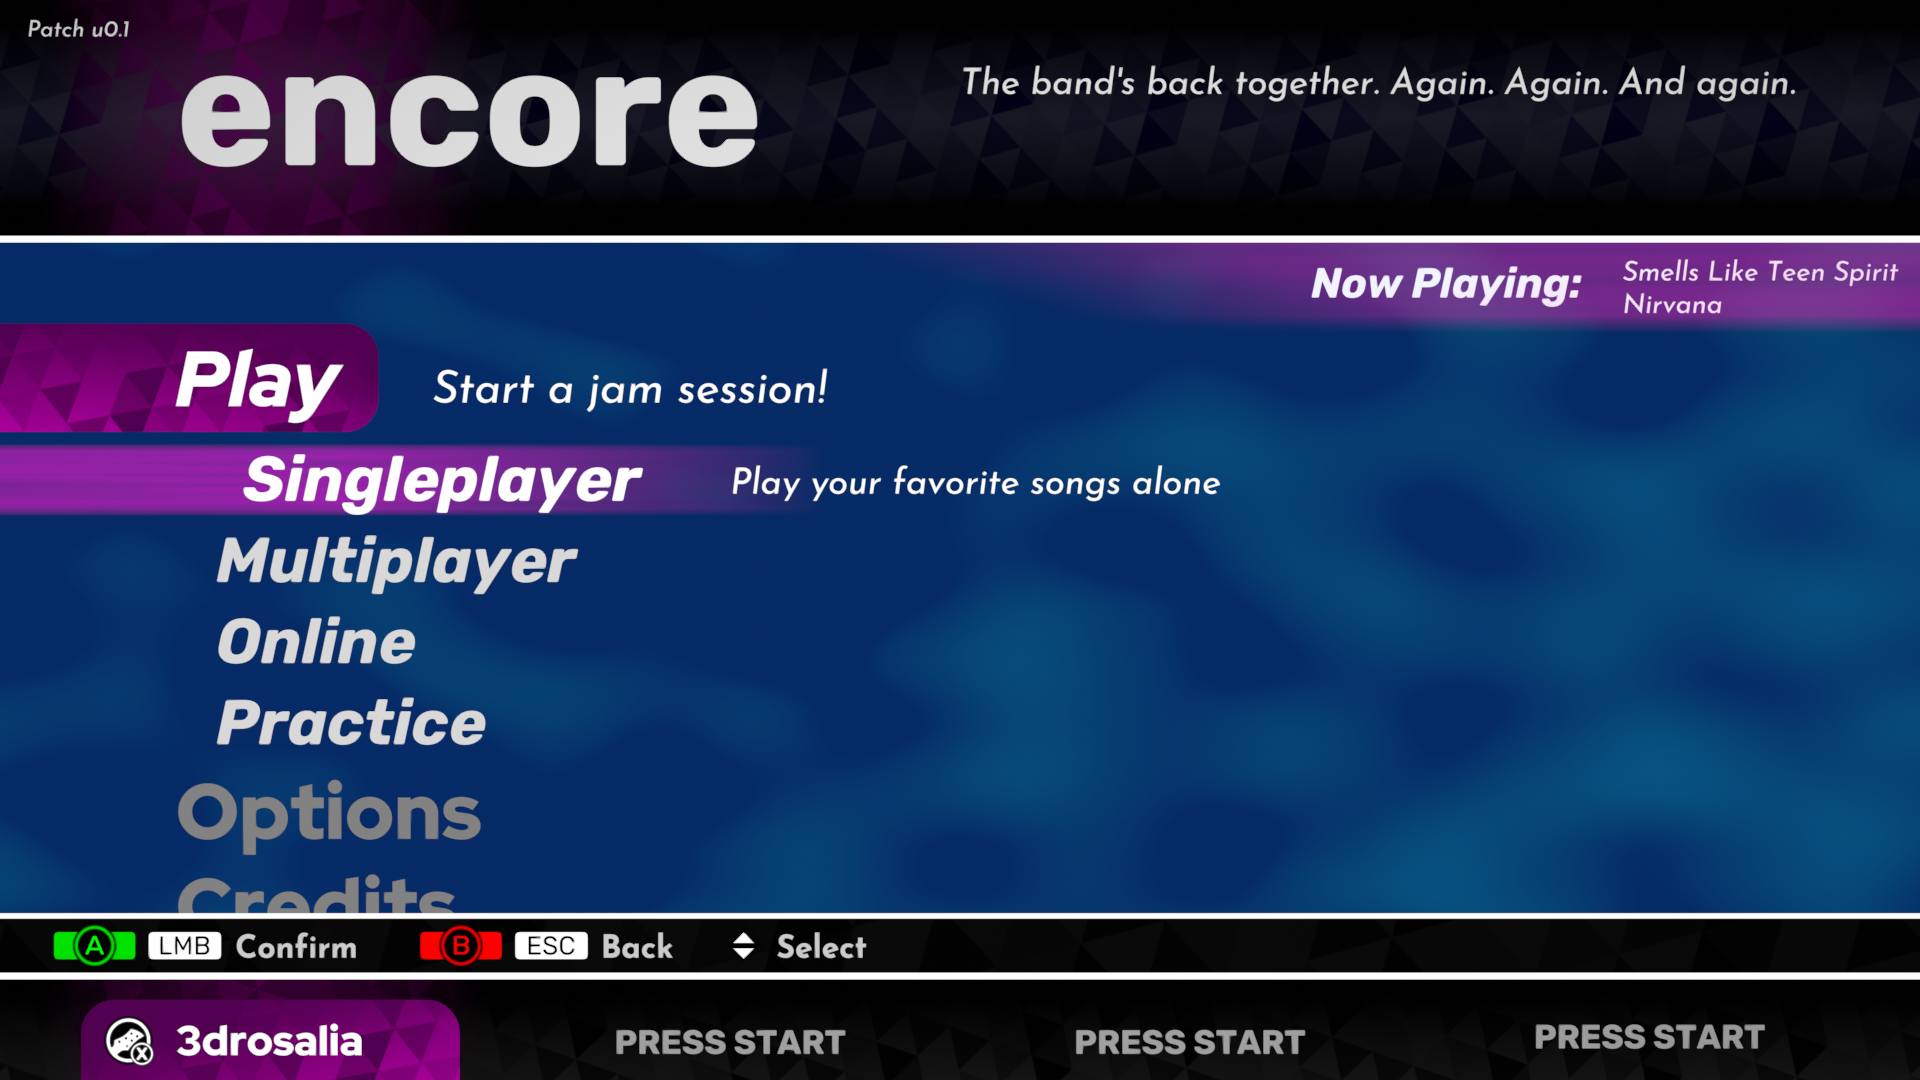 Patch u0.1
encore
The band's back together. Again. Again. And again.
Now Playing:
Smells Like Teen Spirit
Nirvana
Play
Start a jam session!
Singleplayer
Play your favorite songs alone
Multiplayer
Online
Practice
Options
Credits
A LMB Confirm B ESC Back Select
X 3drosalia PRESS START PRESS START PRESS START